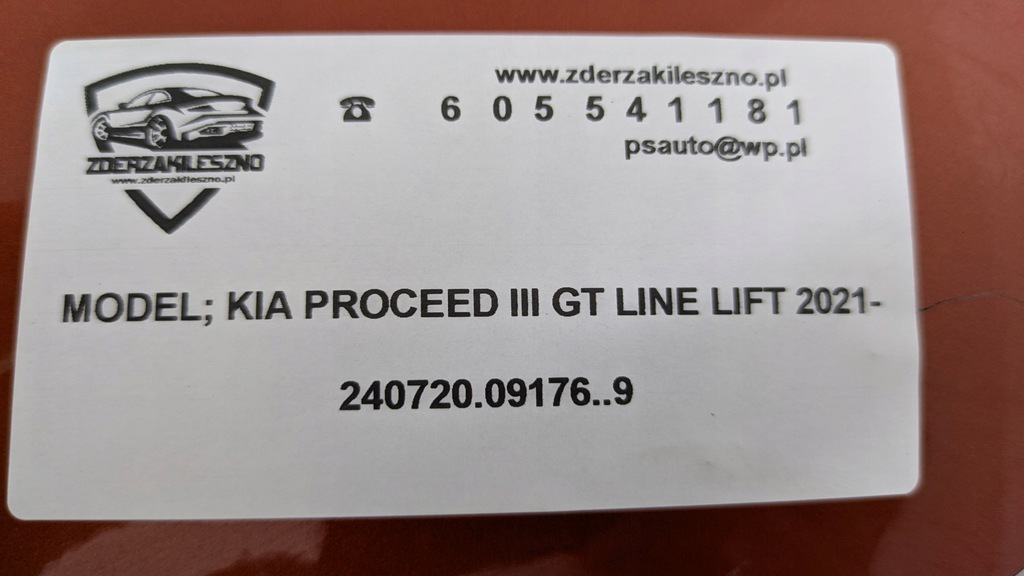 ZDERZAKILESZNO
www.zderzakileszno.pl
www.zderzakileszno.pl
☎ 6 0 5 5 4 1 1 8 1
psauto@wp.pl
MODEL; KIA PROCEED III GT LINE LIFT 2021-
240720.09176..9